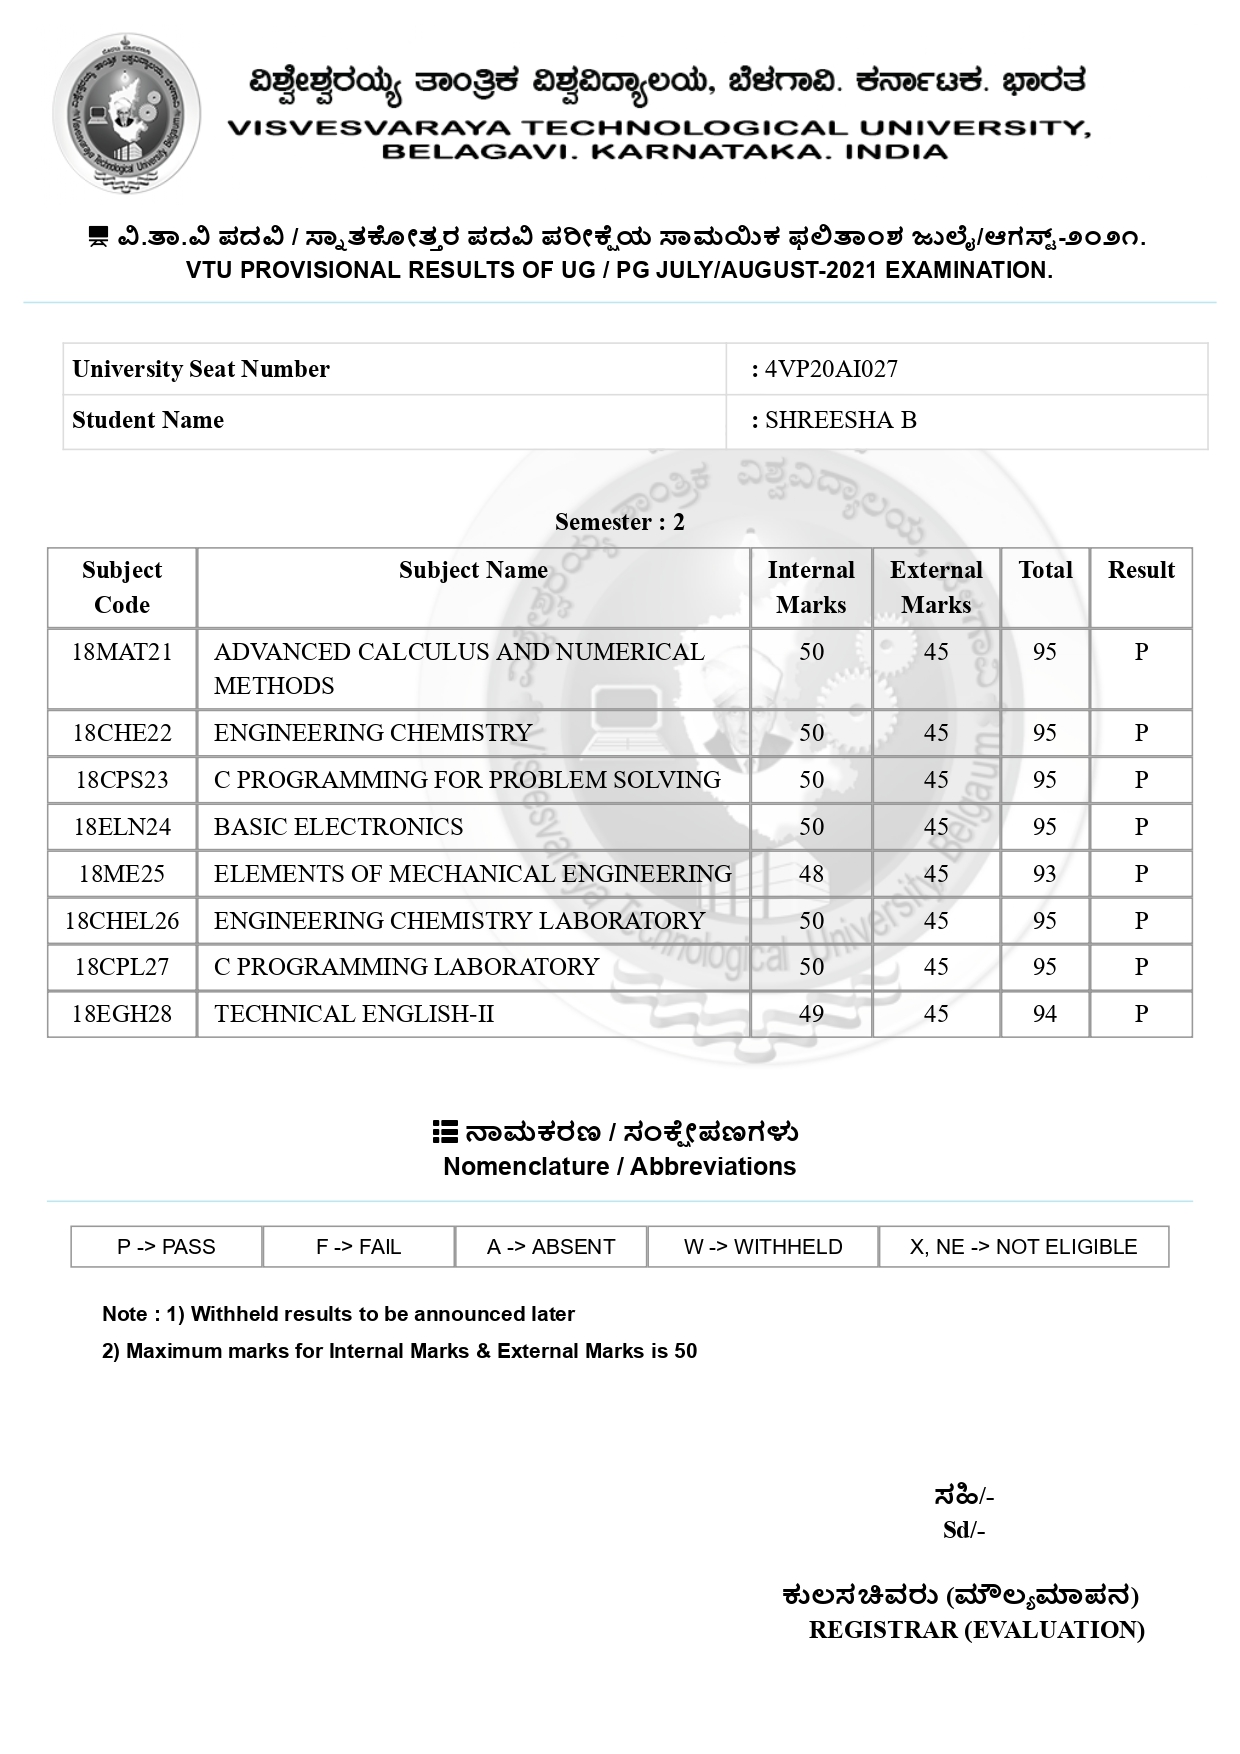 ವಿಶ್ವೇಶ್ವರಯ್ಯ ತಾಂತ್ರಿಕ ವಿಶ್ವವಿದ್ಯಾಲಯ, ಬೆಳಗಾವಿ. ಕರ್ನಾಟಕ. ಭಾರತ
VISVESVARAYA TECHNOLOGICAL UNIVERSITY,
BELAGAVI. KARNATAKA. INDIA
ವಿ.ತಾ.ವಿ ಪದವಿ / ಸ್ನಾತಕೋತ್ತರ ಪದವಿ ಪರೀಕ್ಷೆಯ ಸಾಮಯಿಕ ಫಲಿತಾಂಶ ಜುಲೈ/ಆಗಸ್ಟ್-೨೦೨೧.
VTU PROVISIONAL RESULTS OF UG / PG JULY/AUGUST-2021 EXAMINATION.
University Seat Number : 4VP20AI027
Student Name : SHREESHA B
Semester : 2
Subject Code Subject Name Internal Marks External Marks Total Result
18MAT21 ADVANCED CALCULUS AND NUMERICAL METHODS 50 45 95 P
18CHE22 ENGINEERING CHEMISTRY 50 45 95 P
18CPS23 C PROGRAMMING FOR PROBLEM SOLVING 50 45 95 P
18ELN24 BASIC ELECTRONICS 50 45 95 P
18ME25 ELEMENTS OF MECHANICAL ENGINEERING 48 45 93 P
18CHEL26 ENGINEERING CHEMISTRY LABORATORY 50 45 95 P
18CPL27 C PROGRAMMING LABORATORY 50 45 95 P
18EGH28 TECHNICAL ENGLISH-II 49 45 94 P
ನಾಮಕರಣ / ಸಂಕ್ಷೇಪಣಗಳು
Nomenclature / Abbreviations
P -> PASS F -> FAIL A -> ABSENT W -> WITHHELD X, NE -> NOT ELIGIBLE
Note : 1) Withheld results to be announced later
2) Maximum marks for Internal Marks & External Marks is 50
ಸಹಿ/-
Sd/-
ಕುಲಸಚಿವರು (ಮೌಲ್ಯಮಾಪನ)
REGISTRAR (EVALUATION)